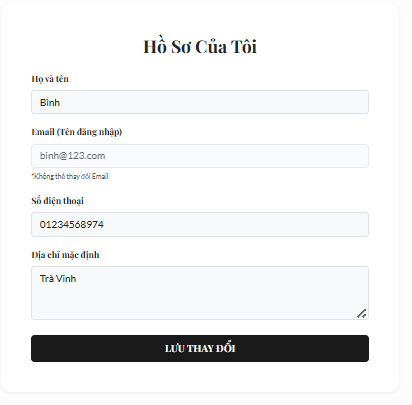 Hồ Sơ Của Tôi
Họ và tên
Bình
Email (Tên đăng nhập)
binh@123.com
*Không thể thay đổi Email
Số điện thoại
01234568974
Địa chỉ mặc định
Trà Vinh
LƯU THAY ĐỔI